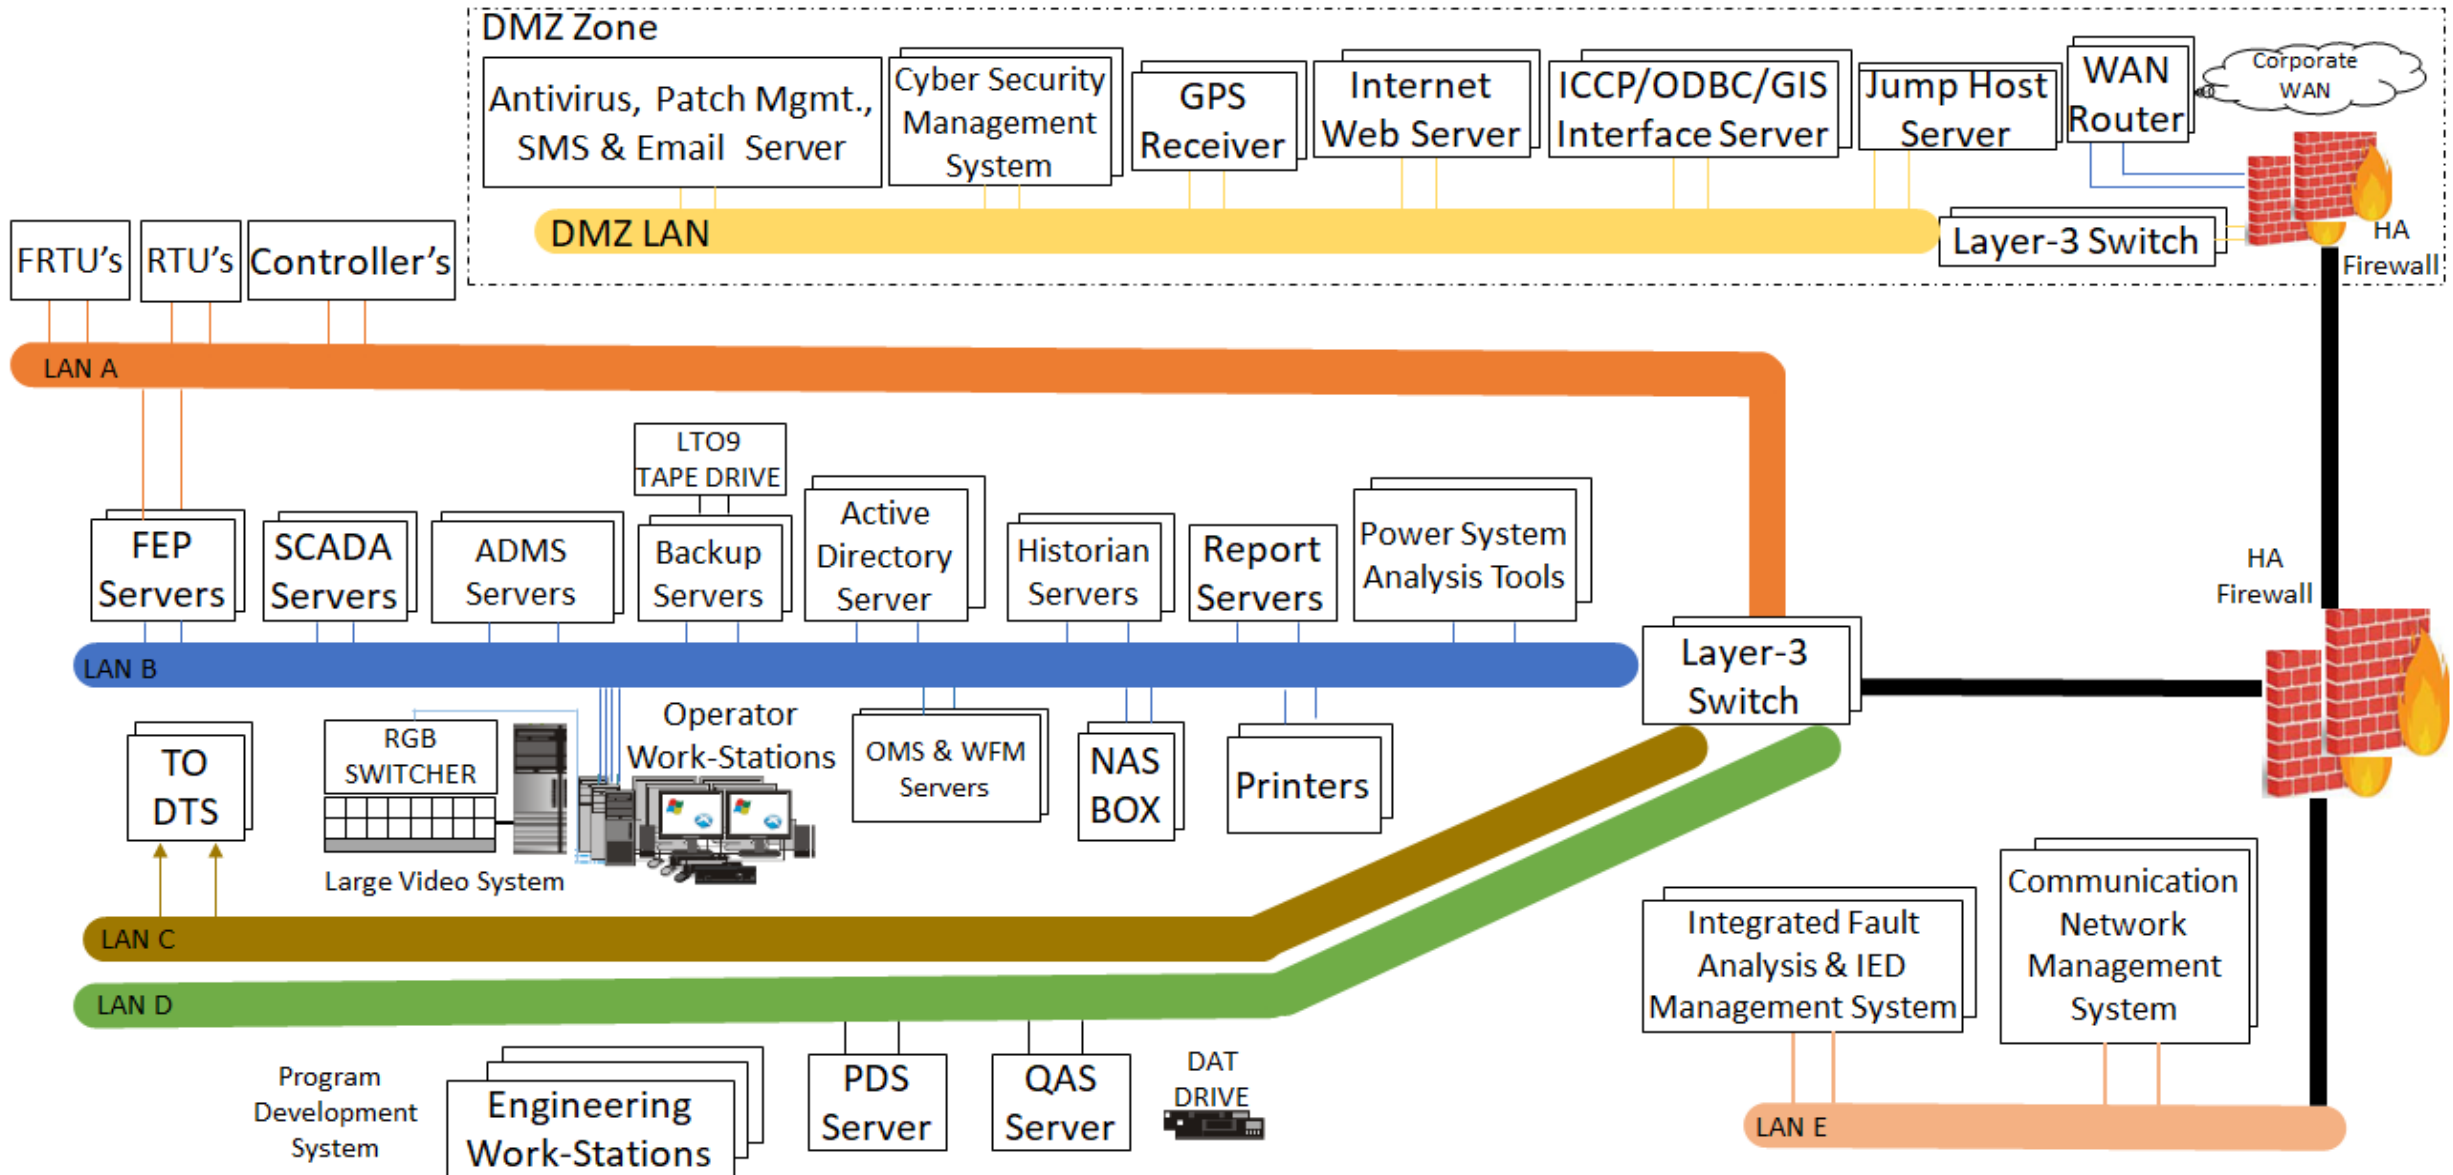 DMZ Zone
Antivirus, Patch Mgmt.,
SMS & Email Server
Cyber Security
Management
System
GPS
Receiver
Internet
Web Server
ICCP/ODBC/GIS
Interface Server
Jump Host
Server
WAN
Router
Corporate
WAN
DMZ LAN
Layer-3 Switch
HA
Firewall
FRTU's
RTU's
Controller's
LAN A
LTO9
TAPE DRIVE
FEP
Servers
SCADA
Servers
ADMS
Servers
Backup
Servers
Active
Directory
Server
Historian
Servers
Report
Servers
Power System
Analysis Tools
HA
Firewall
LAN B
Layer-3
Switch
TO
DTS
RGB
SWITCHER
Large Video System
Operator
Work-Stations
OMS & WFM
Servers
NAS
BOX
Printers
LAN C
LAN D
Integrated Fault
Analysis & IED
Management System
Communication
Network
Management
System
Program
Development
System
Engineering
Work-Stations
PDS
Server
QAS
Server
DAT
DRIVE
LAN E